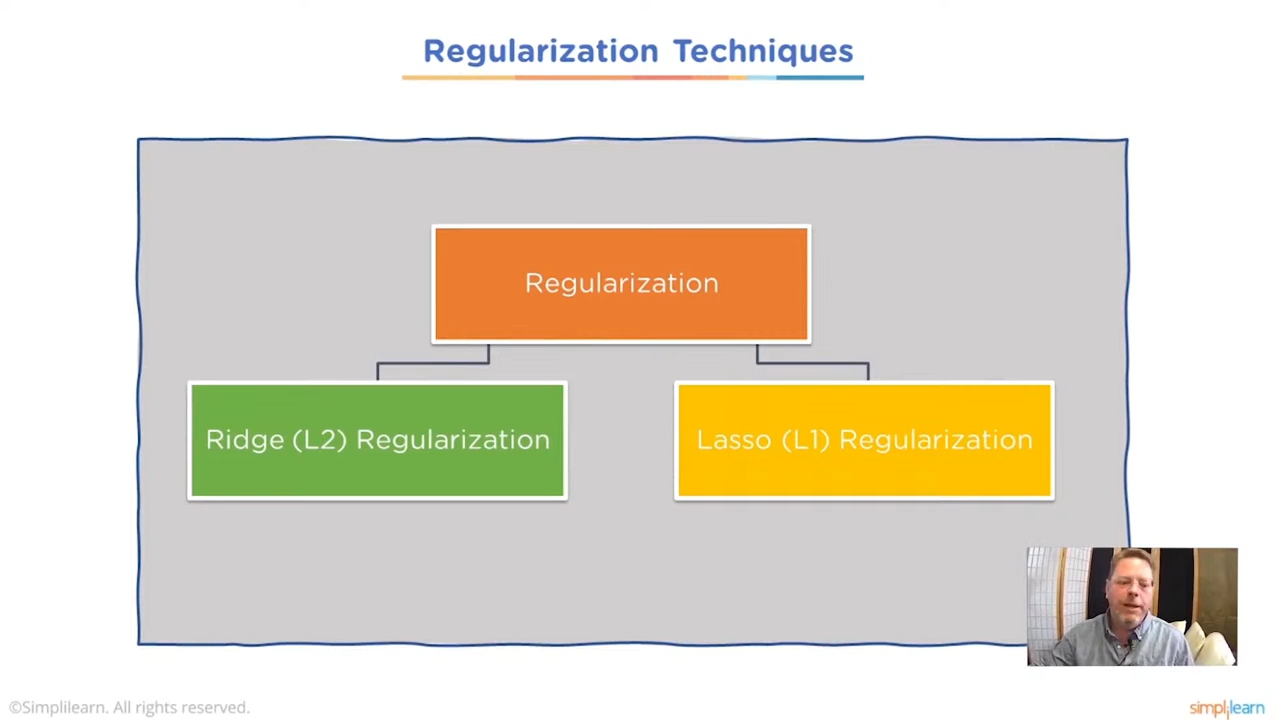 Regularization Techniques
Regularization
Ridge (L2) Regularization
Lasso (L1) Regularization
©Simplilearn. All rights reserved.
simplilearn